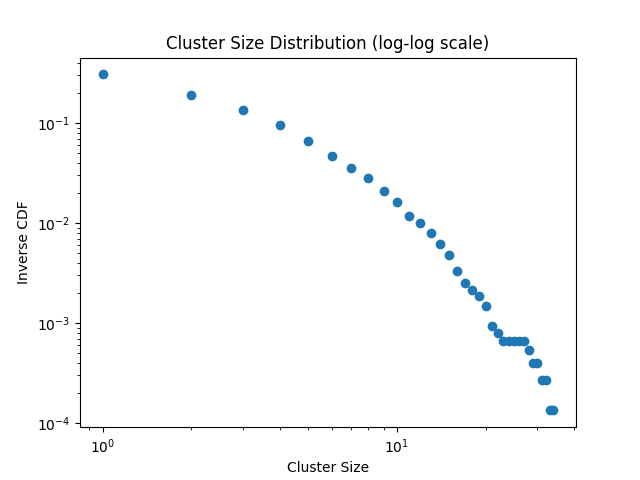 Cluster Size Distribution (log-log scale)
Inverse CDF
10⁻¹
10⁻²
10⁻³
10⁻⁴
10⁰
10¹
Cluster Size